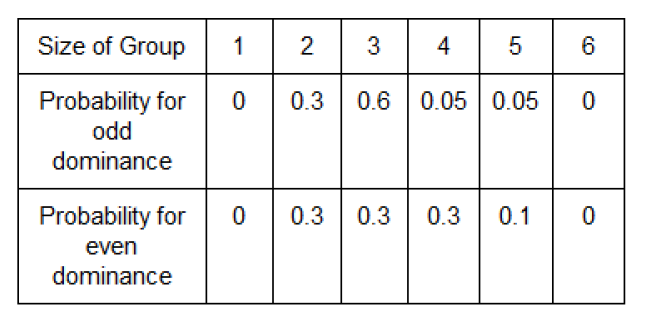 Size of Group 1 2 3 4 5 6
Probability for 0 0.3 0.6 0.05 0.05 0
odd
dominance
Probability for 0 0.3 0.3 0.3 0.1 0
even
dominance